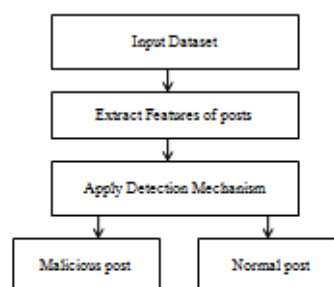 Input Dataset
Extract Features of posts
Apply Detection Mechanism
Malicious post
Normal post